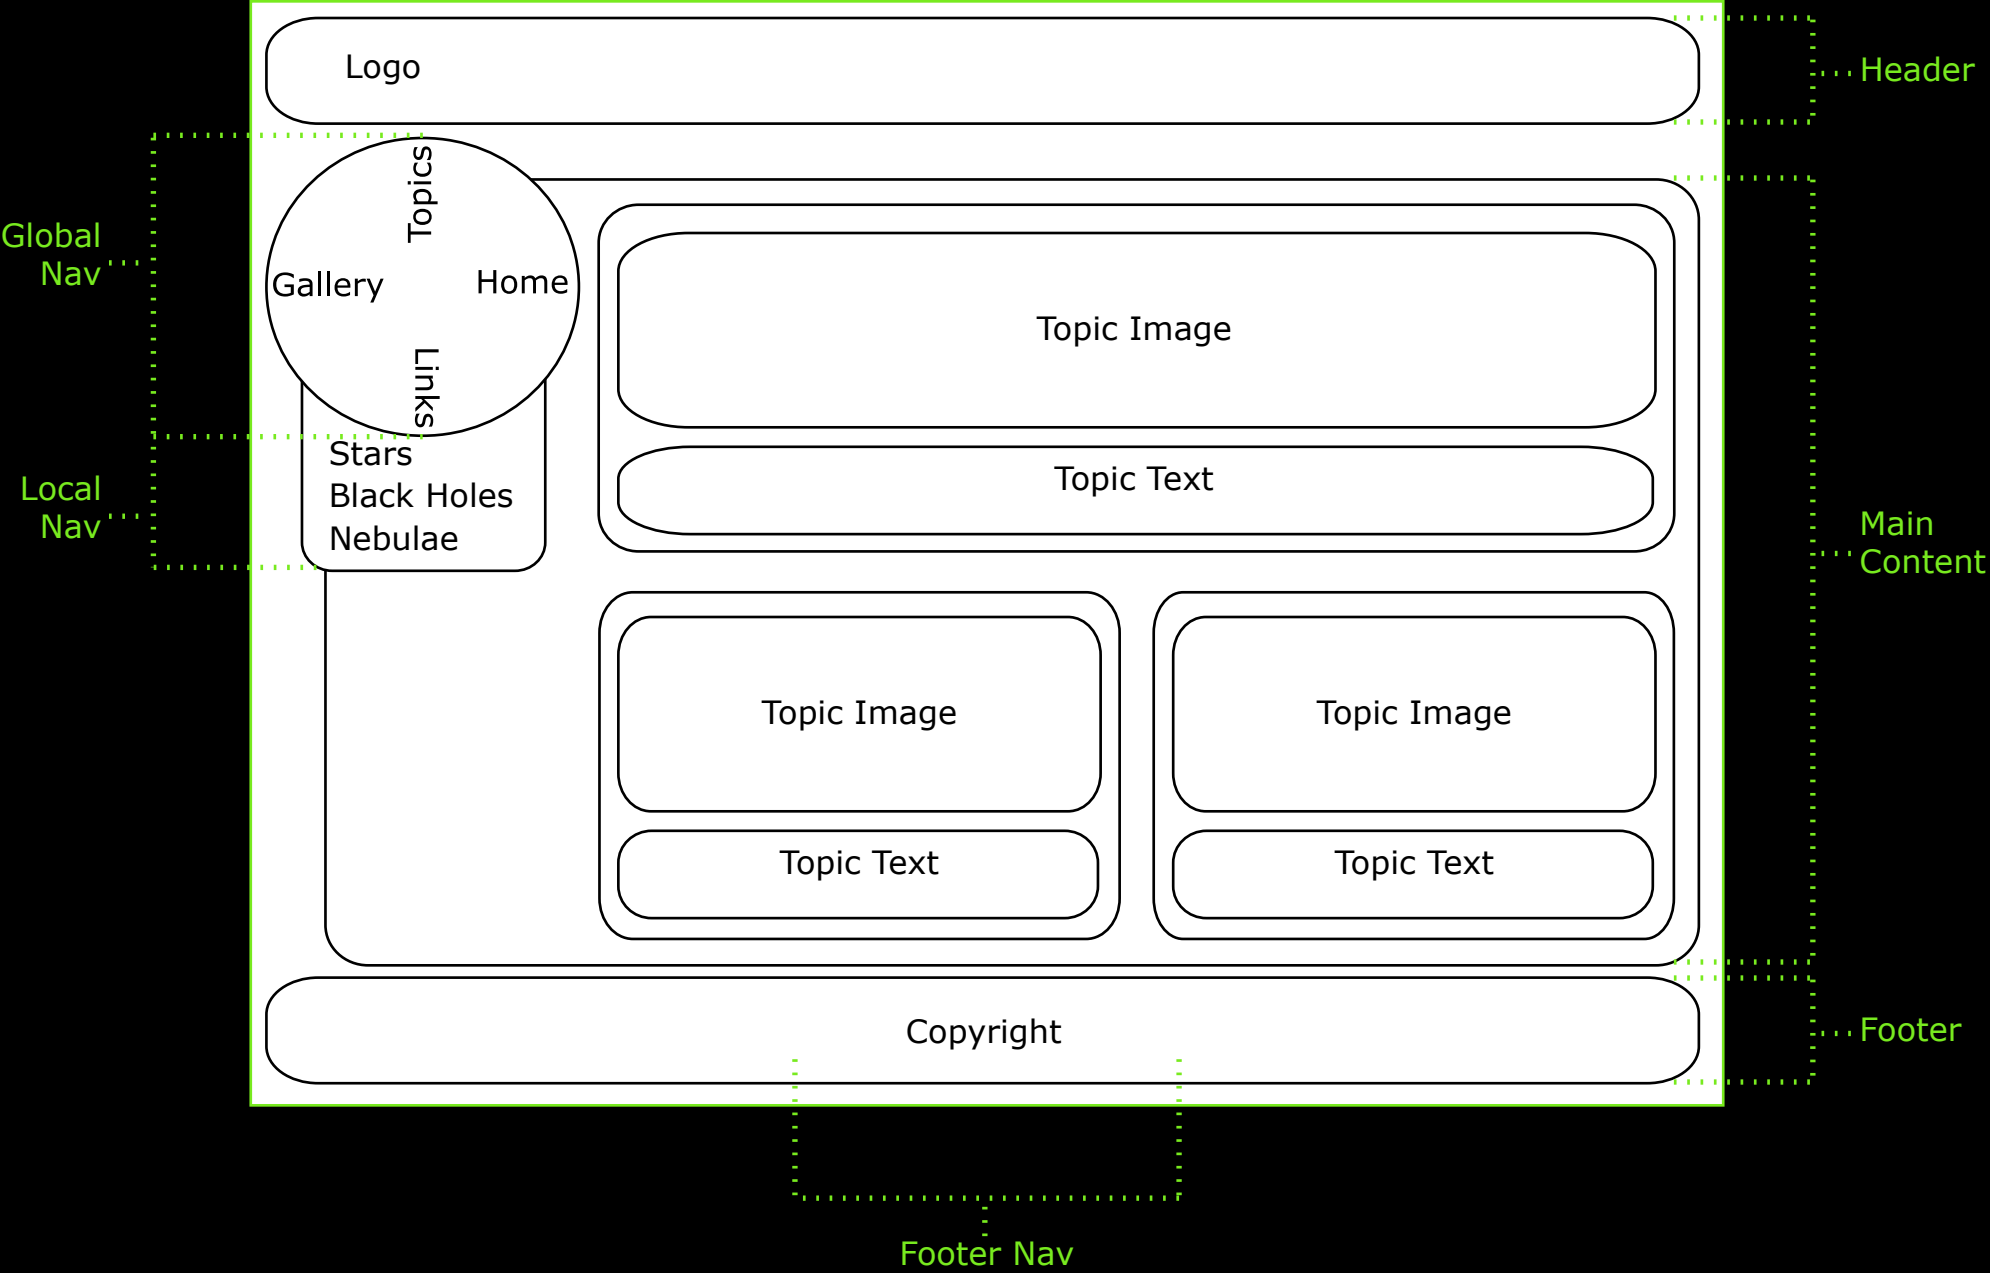 Logo
Header
Topics
Global
Nav
Gallery
Home
Links
Topic Image
Topic Text
Stars
Black Holes
Nebulae
Local
Nav
Main
Content
Topic Image
Topic Image
Topic Text
Topic Text
Copyright
Footer
Footer Nav